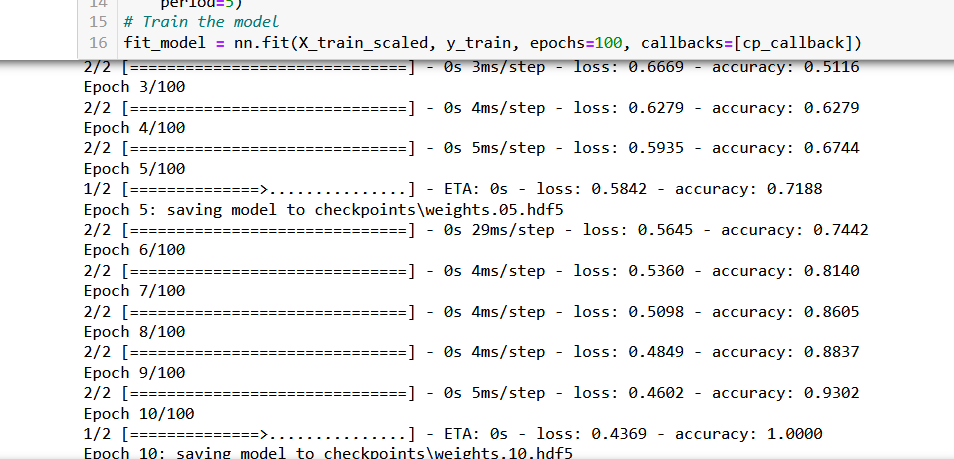 14     period=5)
15 # Train the model
16 fit_model = nn.fit(X_train_scaled, y_train, epochs=100, callbacks=[cp_callback])
2/2 [==============================] - 0s 3ms/step - loss: 0.6669 - accuracy: 0.5116
Epoch 3/100
2/2 [==============================] - 0s 4ms/step - loss: 0.6279 - accuracy: 0.6279
Epoch 4/100
2/2 [==============================] - 0s 5ms/step - loss: 0.5935 - accuracy: 0.6744
Epoch 5/100
1/2 [==============>...............] - ETA: 0s - loss: 0.5842 - accuracy: 0.7188
Epoch 5: saving model to checkpoints\weights.05.hdf5
2/2 [==============================] - 0s 29ms/step - loss: 0.5645 - accuracy: 0.7442
Epoch 6/100
2/2 [==============================] - 0s 4ms/step - loss: 0.5360 - accuracy: 0.8140
Epoch 7/100
2/2 [==============================] - 0s 4ms/step - loss: 0.5098 - accuracy: 0.8605
Epoch 8/100
2/2 [==============================] - 0s 4ms/step - loss: 0.4849 - accuracy: 0.8837
Epoch 9/100
2/2 [==============================] - 0s 5ms/step - loss: 0.4602 - accuracy: 0.9302
Epoch 10/100
1/2 [==============>...............] - ETA: 0s - loss: 0.4369 - accuracy: 1.0000
Epoch 10: saving model to checkpoints\weights.10.hdf5